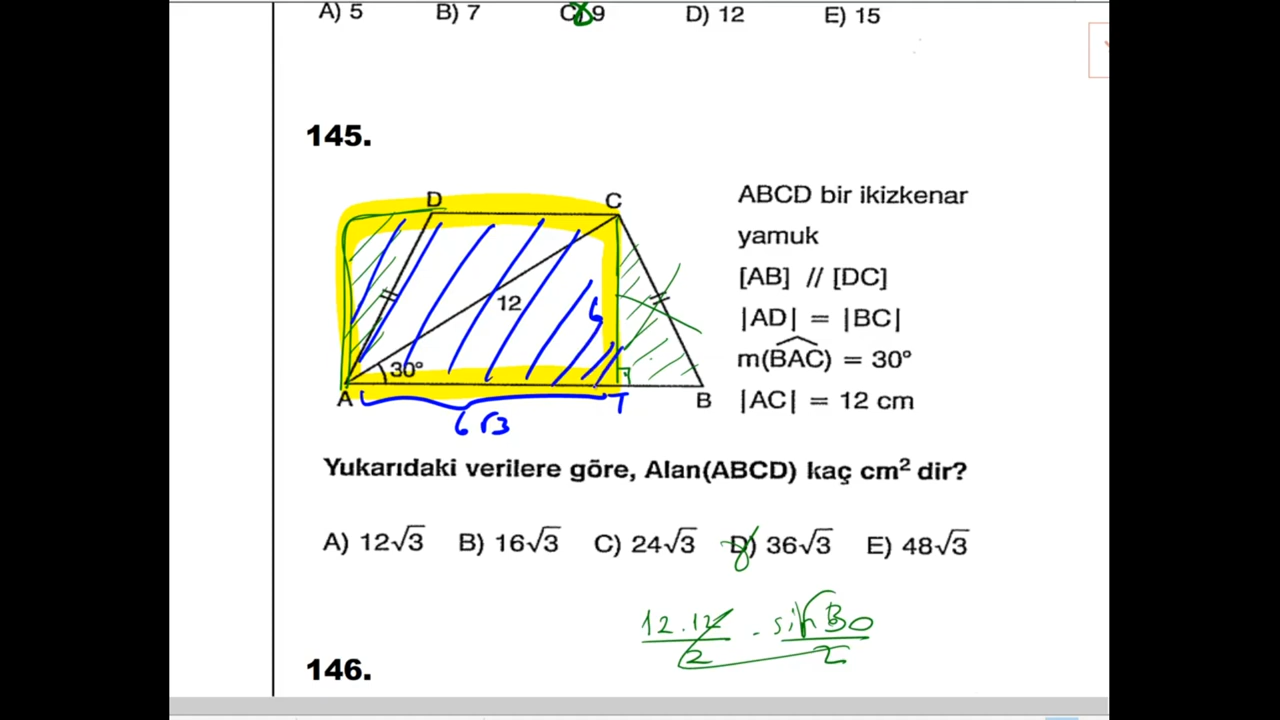 A) 5 B) 7 C) 9 D) 12 E) 15
145.
D C
12
6
30°
A T B
6√3
ABCD bir ikizkenar
yamuk
[AB] // [DC]
|AD| = |BC|
m(BAC) = 30°
|AC| = 12 cm
Yukarıdaki verilere göre, Alan(ABCD) kaç cm² dir?
A) 12√3 B) 16√3 C) 24√3 D) 36√3 E) 48√3
12.12 . sin
2 2
146.